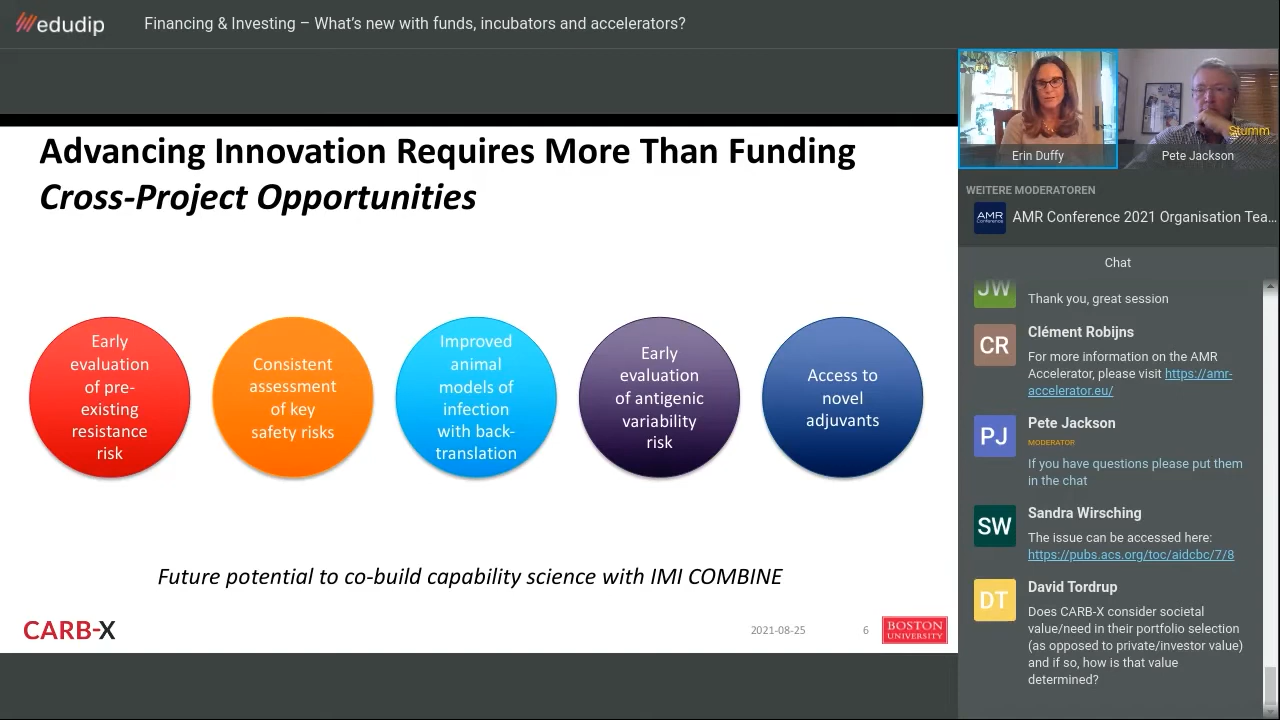 edudip
Financing & Investing – What's new with funds, incubators and accelerators?
Advancing Innovation Requires More Than Funding
Cross-Project Opportunities
Early
evaluation
of pre-
existing
resistance
risk
Consistent
assessment
of key
safety risks
Improved
animal
models of
infection
with back-
translation
Early
evaluation
of antigenic
variability
risk
Access to
novel
adjuvants
Future potential to co-build capability science with IMI COMBINE
CARB-X
2021-08-25
6
BOSTON
UNIVERSITY
Erin Duffy
Stumm
Pete Jackson
WEITERE MODERATOREN
AMR
Conference
AMR Conference 2021 Organisation Tea...
Chat
JW
Thank you, great session
CR
Clément Robijns
For more information on the AMR
Accelerator, please visit https://amr-
accelerator.eu/
PJ
Pete Jackson
MODERATOR
If you have questions please put them
in the chat
SW
Sandra Wirsching
The issue can be accessed here:
https://pubs.acs.org/toc/aidcbc/7/8
DT
David Tordrup
Does CARB-X consider societal
value/need in their portfolio selection
(as opposed to private/investor value)
and if so, how is that value
determined?